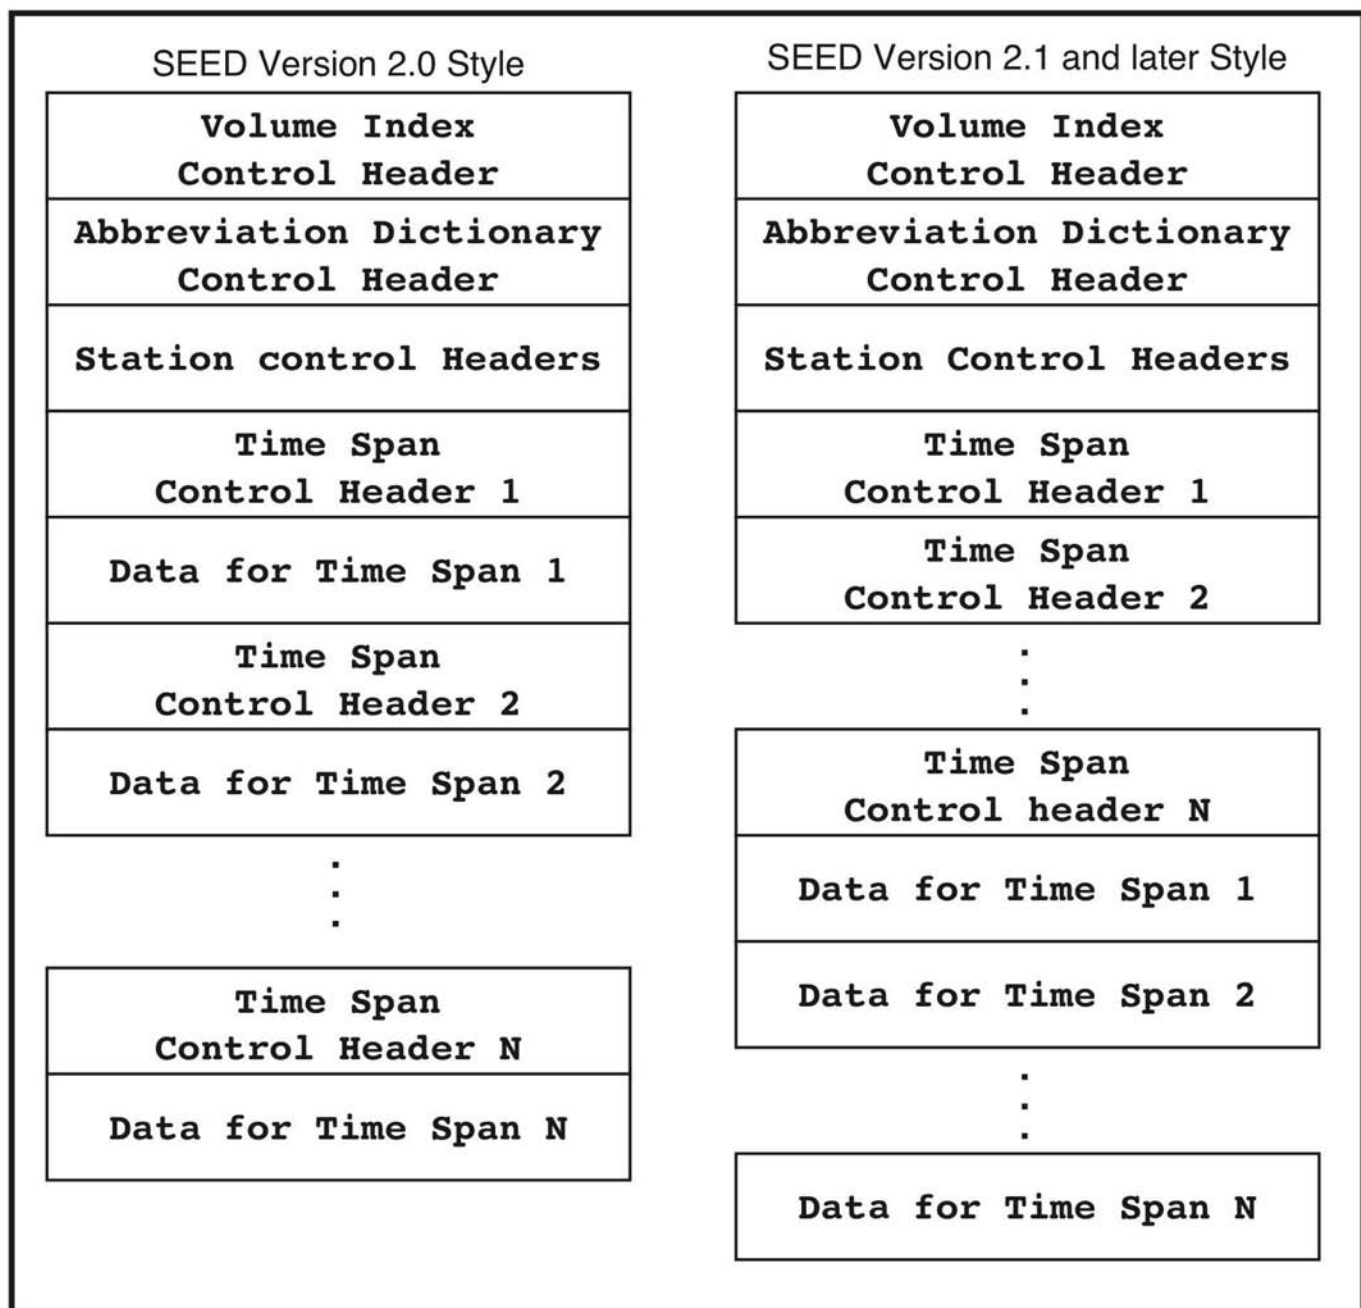 SEED Version 2.0 Style
Volume Index
Control Header
Abbreviation Dictionary
Control Header
Station control Headers
Time Span
Control Header 1
Data for Time Span 1
Time Span
Control Header 2
Data for Time Span 2
.
.
.
Time Span
Control Header N
Data for Time Span N
SEED Version 2.1 and later Style
Volume Index
Control Header
Abbreviation Dictionary
Control Header
Station Control Headers
Time Span
Control Header 1
Time Span
Control Header 2
.
.
.
Time Span
Control header N
Data for Time Span 1
Data for Time Span 2
.
.
.
Data for Time Span N